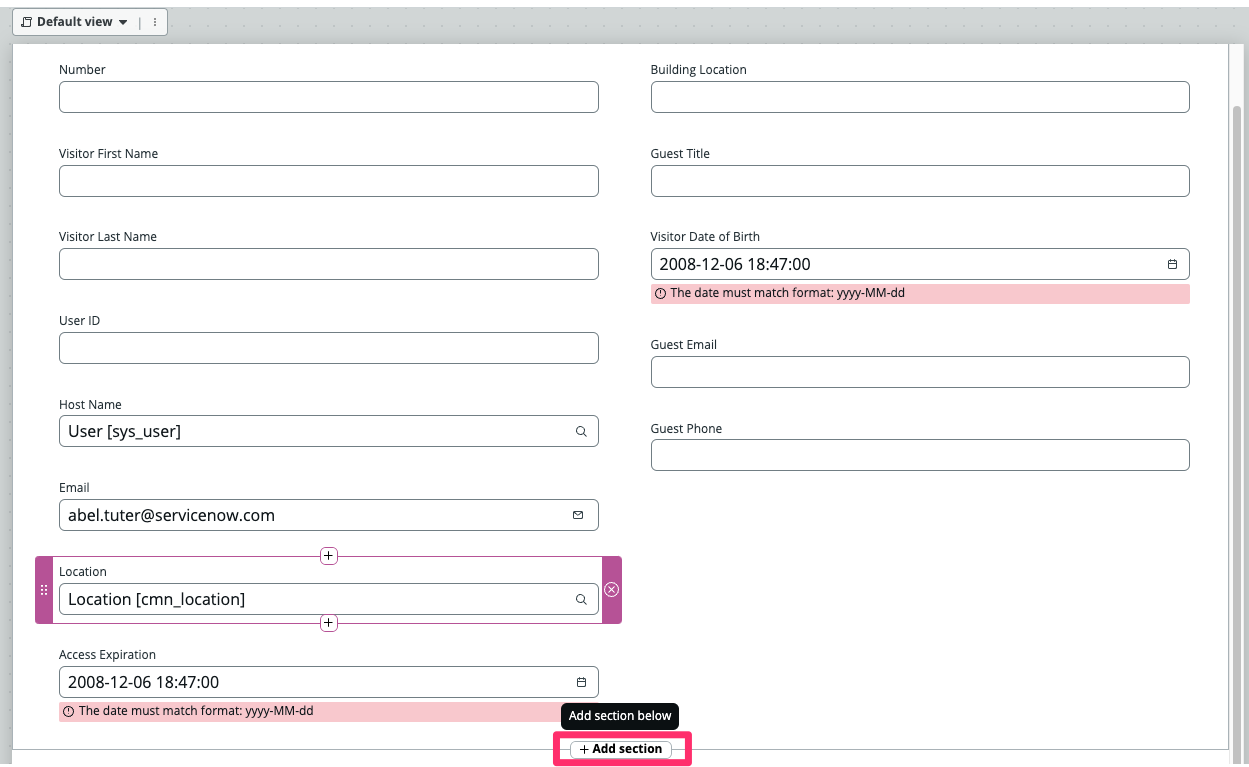 Default view
Number
Visitor First Name
Visitor Last Name
User ID
Host Name
User [sys_user]
Email
abel.tuter@servicenow.com
Location
Location [cmn_location]
Access Expiration
2008-12-06 18:47:00
The date must match format: yyyy-MM-dd
Building Location
Guest Title
Visitor Date of Birth
2008-12-06 18:47:00
The date must match format: yyyy-MM-dd
Guest Email
Guest Phone
Add section below
+ Add section